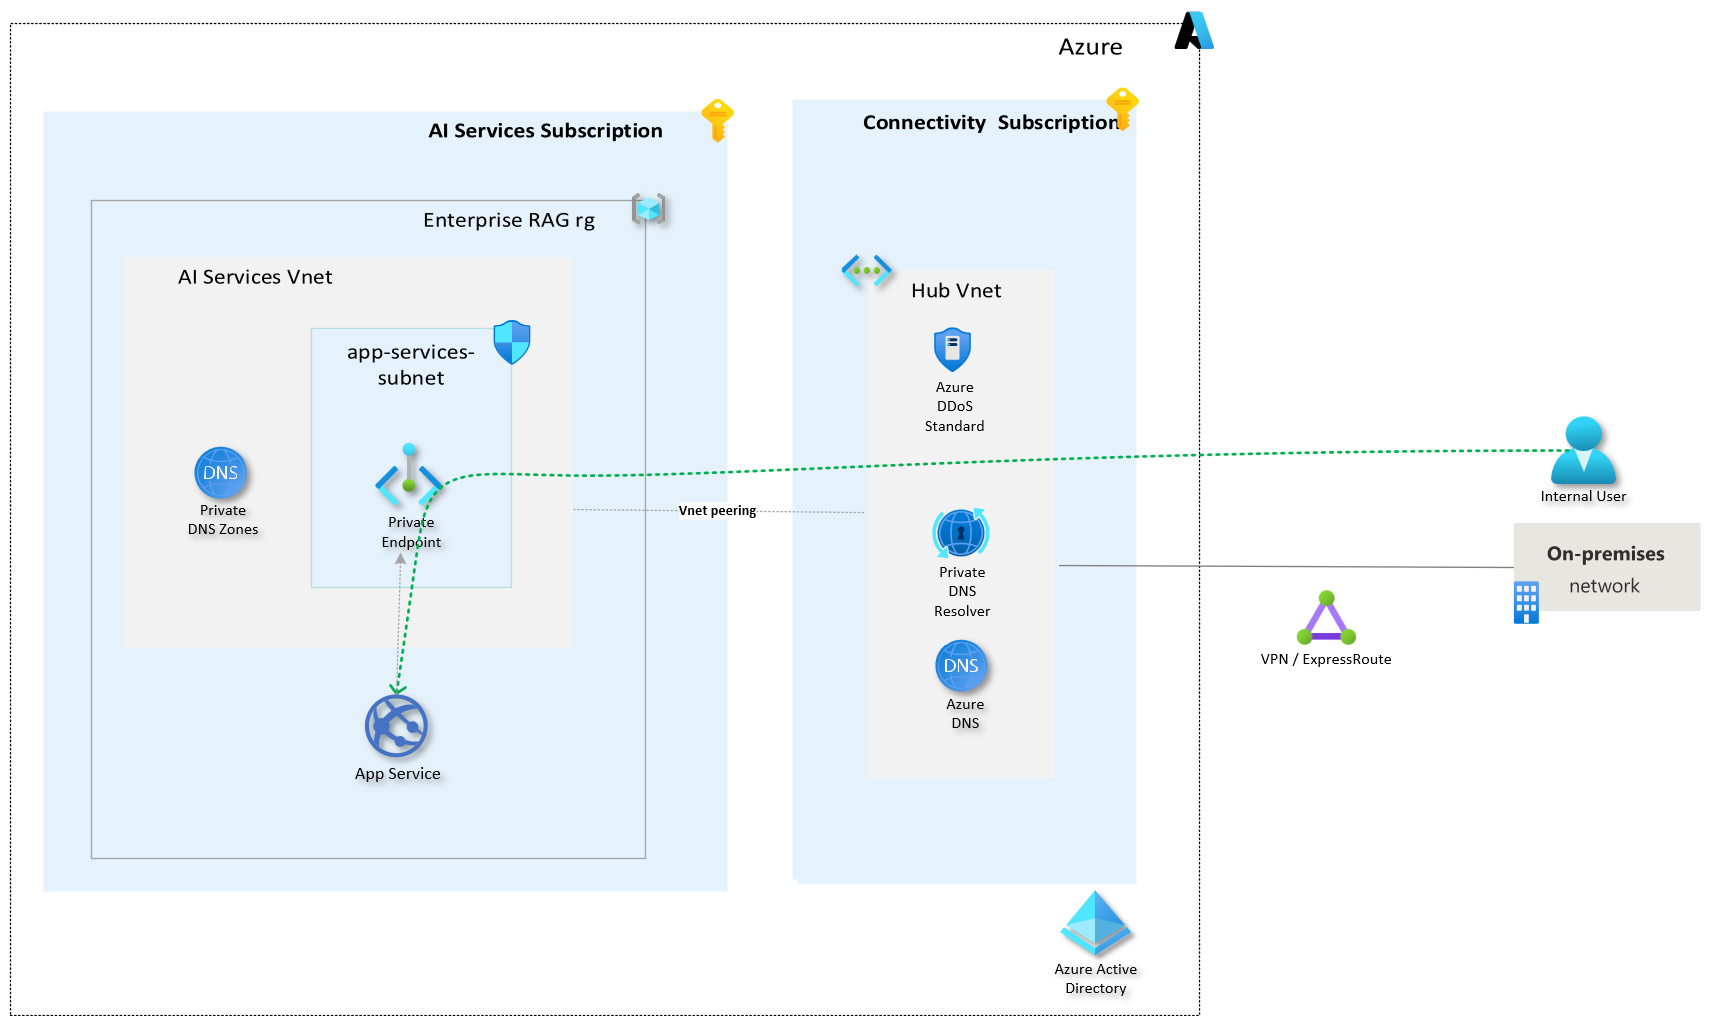 Azure
AI Services Subscription
Connectivity  Subscription
Enterprise RAG rg
AI Services Vnet
Hub Vnet
app-services-
subnet
Azure
DDoS
Standard
DNS
Private
DNS Zones
Private
Endpoint
Vnet peering
Internal User
On-premises
network
Private
DNS
Resolver
VPN / ExpressRoute
DNS
Azure
DNS
App Service
Azure Active
Directory